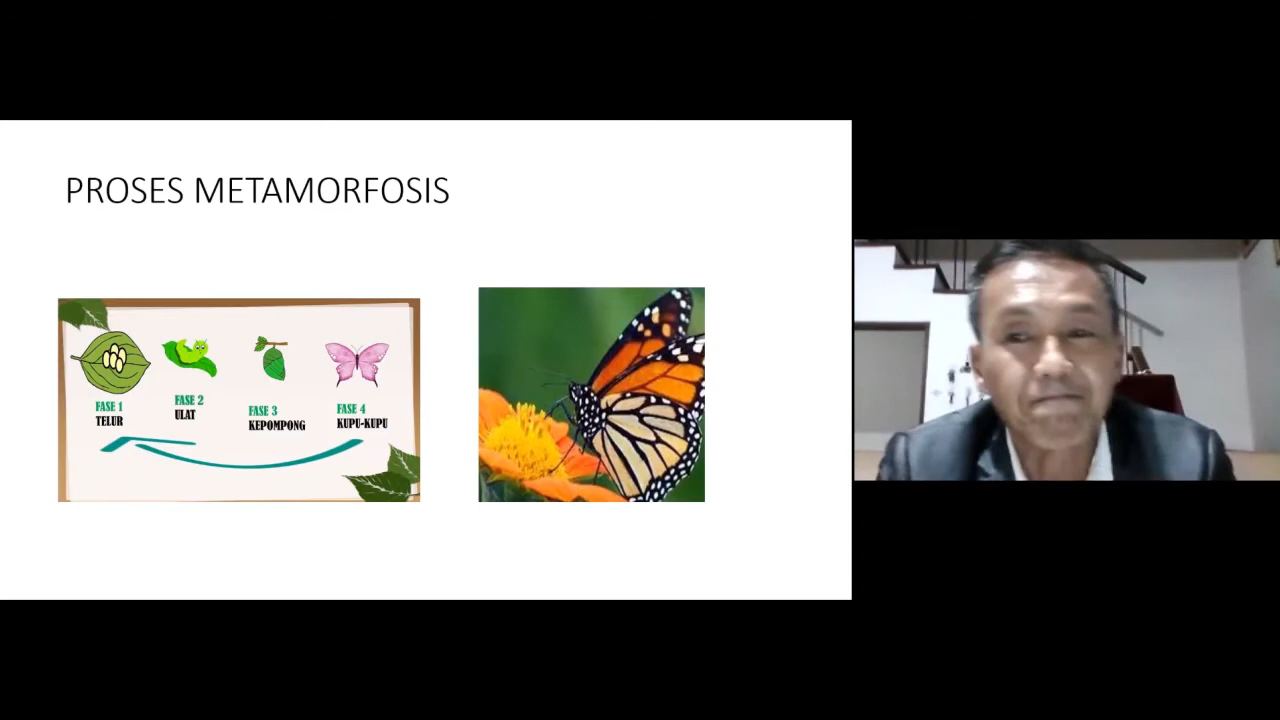 PROSES METAMORFOSIS
FASE 1
TELUR
FASE 2
ULAT
FASE 3
KEPOMPONG
FASE 4
KUPU-KUPU